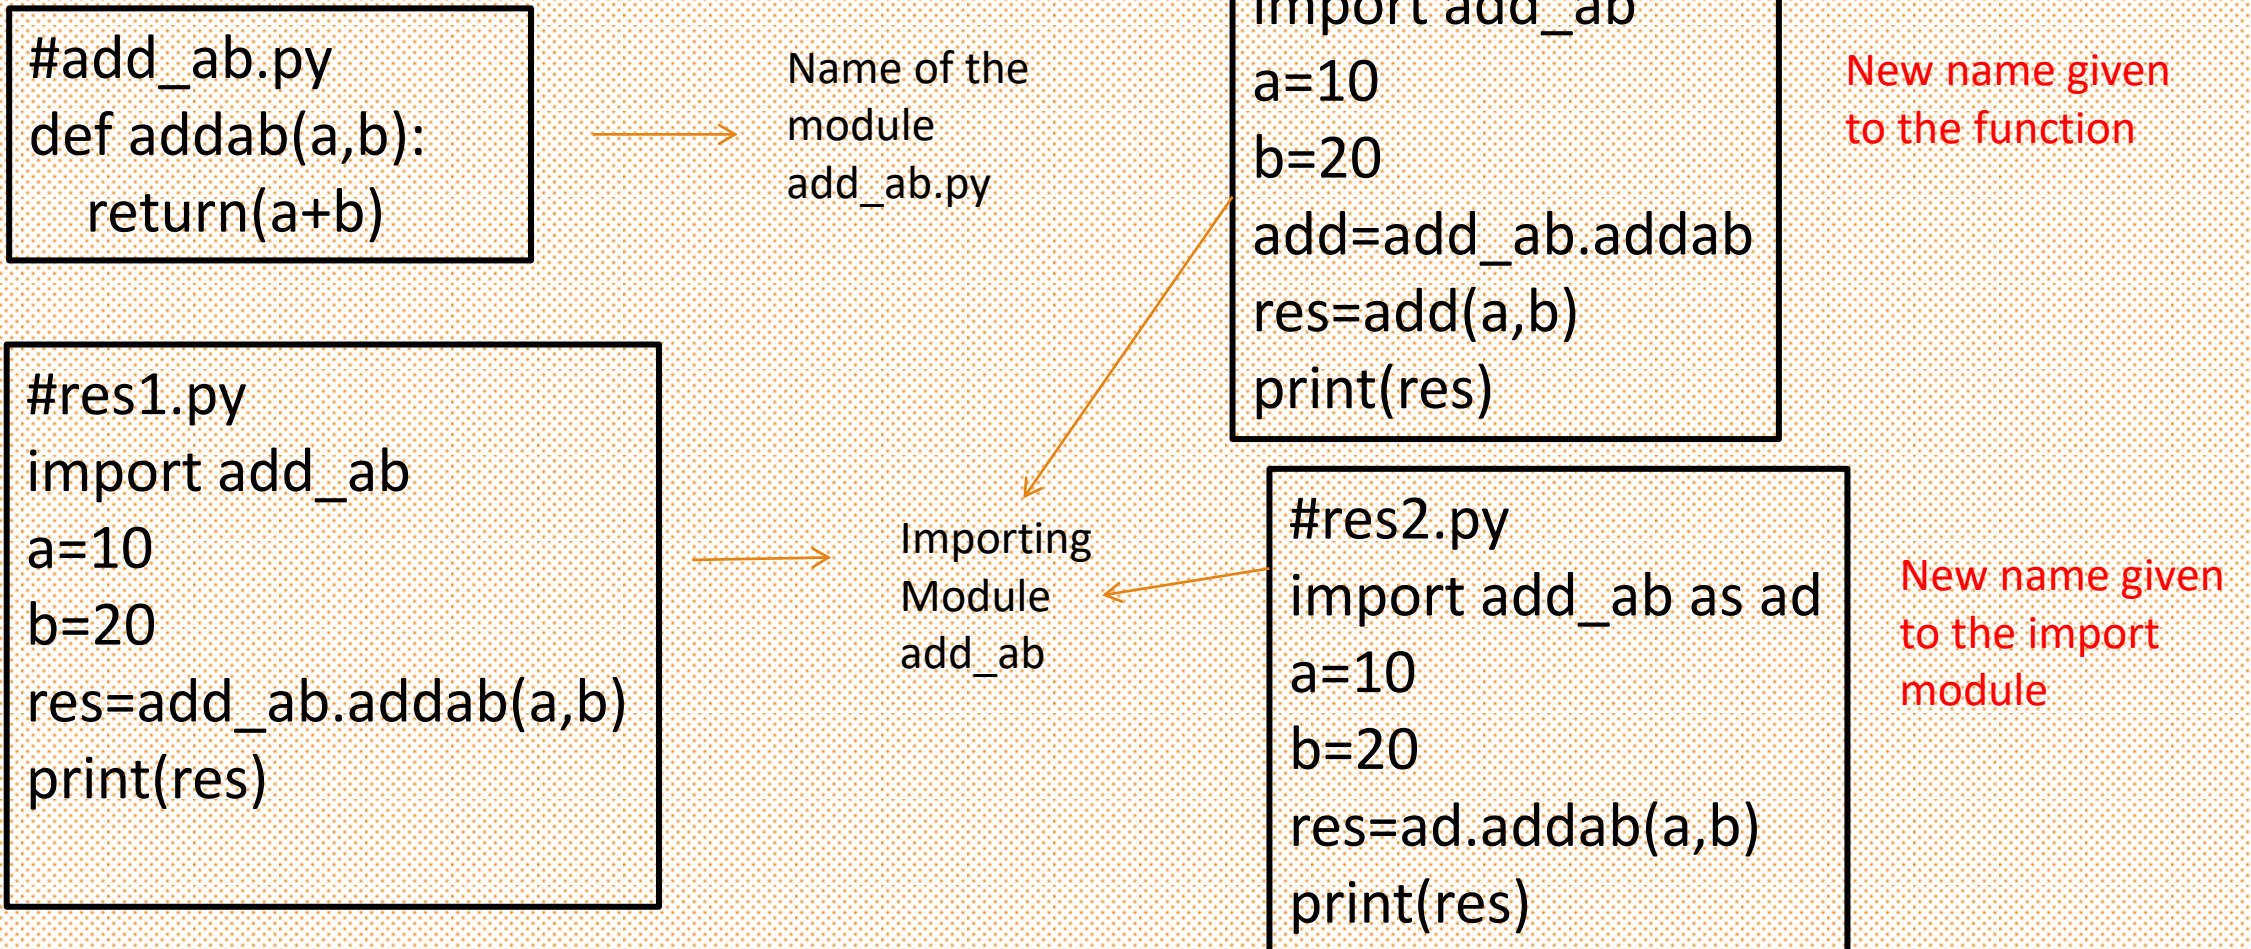 #add_ab.py
def addab(a,b):
return(a+b)
Name of the
module
add_ab.py
import add_ab
a=10
b=20
add=add_ab.addab
res=add(a,b)
print(res)
New name given
to the function
#res1.py
import add_ab
a=10
b=20
res=add_ab.addab(a,b)
print(res)
Importing
Module
add_ab
#res2.py
import add_ab as ad
a=10
b=20
res=ad.addab(a,b)
print(res)
New name given
to the import
module